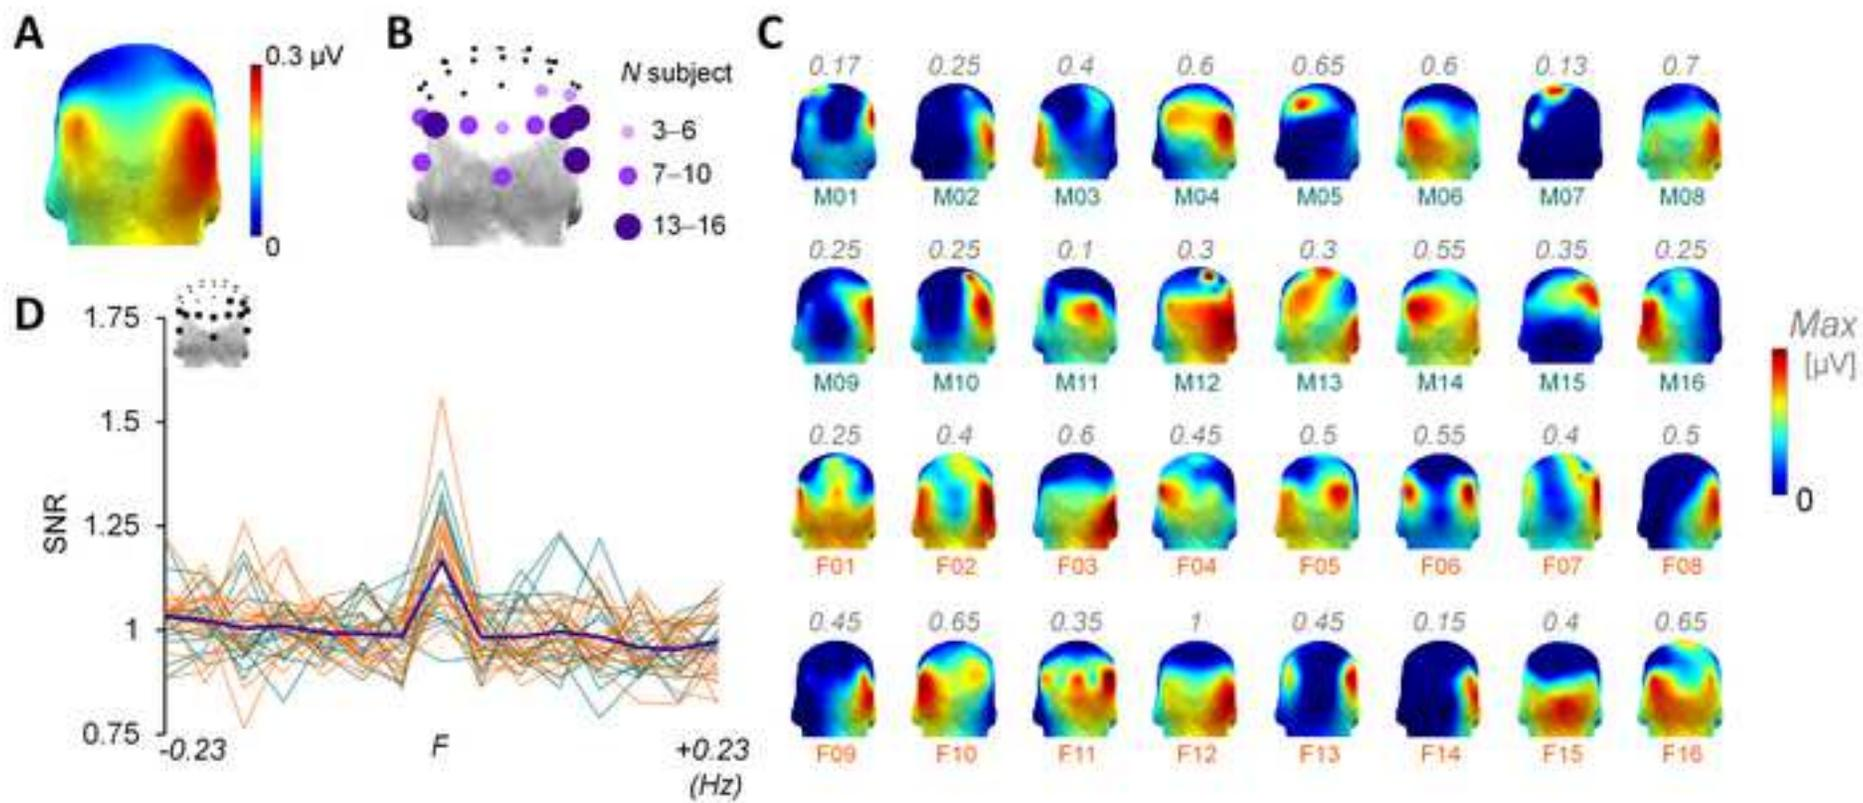 A
0.3 µV
0
B
N subject
3–6
7–10
13–16
C
0.17 0.25 0.4 0.6 0.65 0.6 0.13 0.7
M01 M02 M03 M04 M05 M06 M07 M08
0.25 0.25 0.1 0.3 0.3 0.55 0.35 0.25
M09 M10 M11 M12 M13 M14 M15 M16
0.25 0.4 0.6 0.45 0.5 0.55 0.4 0.5
F01 F02 F03 F04 F05 F06 F07 F08
0.45 0.65 0.35 1 0.45 0.15 0.4 0.65
F09 F10 F11 F12 F13 F14 F15 F16
Max
[µV]
0
D
1.75
1.5
1.25
1
0.75
SNR
-0.23 F +0.23
(Hz)